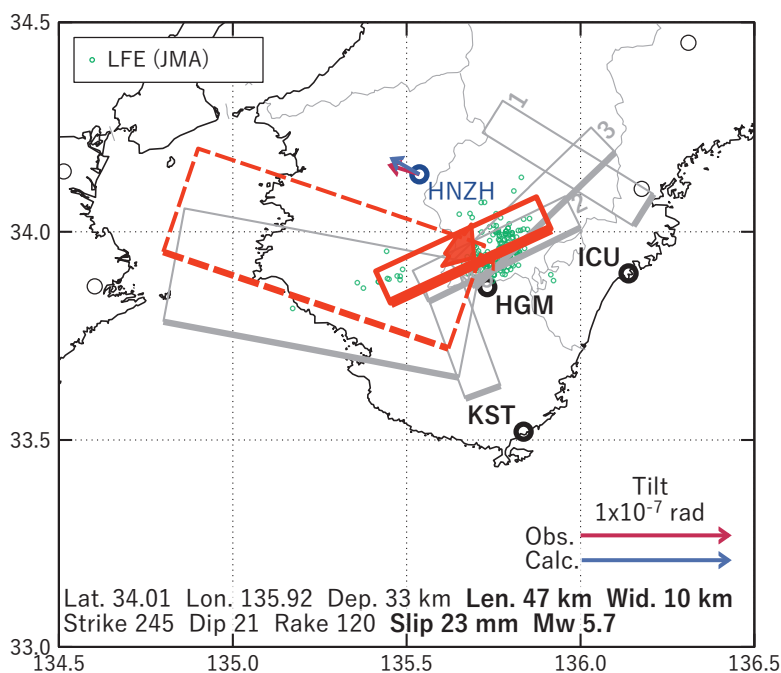 34.5
LFE (JMA)
1
3
HNZH
2
34.0
ICU
HGM
KST
33.5
Tilt
1x10⁻⁷ rad
Obs.
Calc.
Lat. 34.01 Lon. 135.92 Dep. 33 km Len. 47 km Wid. 10 km
Strike 245 Dip 21 Rake 120 Slip 23 mm Mw 5.7
33.0
134.5 135.0 135.5 136.0 136.5